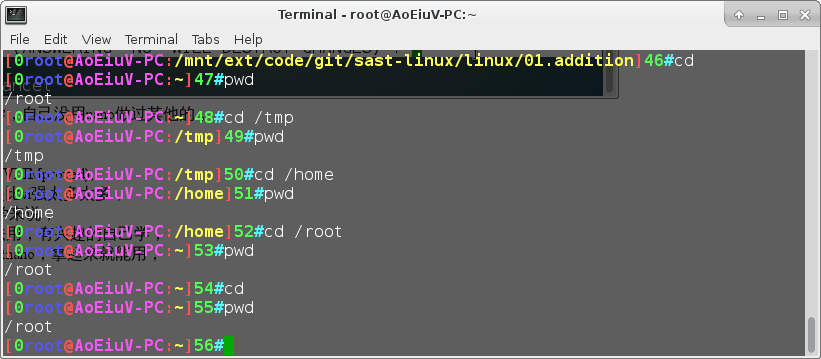 Terminal - root@AoEiuV-PC:~
File Edit View Terminal Tabs Help
[0root@AoEiuV-PC:/mnt/ext/code/git/sast-linux/linux/01.addition]46#cd
[0root@AoEiuV-PC:~]47#pwd
/root
[0root@AoEiuV-PC:~]48#cd /tmp
[0root@AoEiuV-PC:/tmp]49#pwd
/tmp
[0root@AoEiuV-PC:/tmp]50#cd /home
[0root@AoEiuV-PC:/home]51#pwd
/home
[0root@AoEiuV-PC:/home]52#cd /root
[0root@AoEiuV-PC:~]53#pwd
/root
[0root@AoEiuV-PC:~]54#cd
[0root@AoEiuV-PC:~]55#pwd
/root
[0root@AoEiuV-PC:~]56#